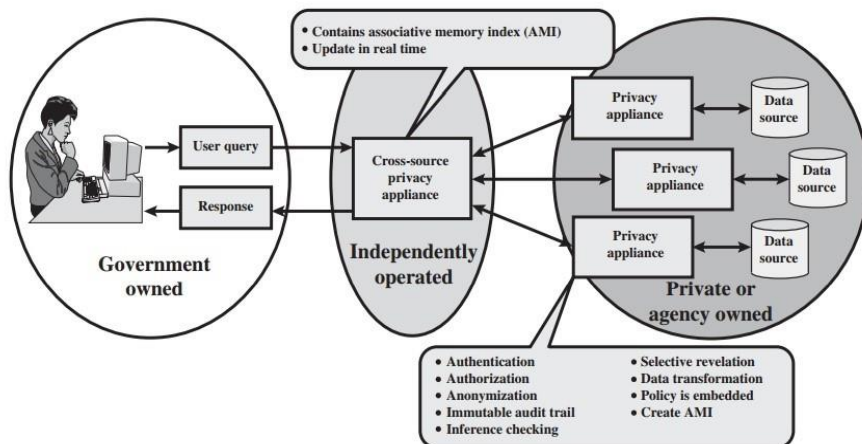 • Contains associative memory index (AMI)
• Update in real time
User query
Response
Government
owned
Cross-source
privacy
appliance
Independently
operated
Privacy
appliance
Data
source
Privacy
appliance
Data
source
Privacy
appliance
Data
source
Private or
agency owned
• Authentication
• Authorization
• Anonymization
• Immutable audit trail
• Inference checking
• Selective revelation
• Data transformation
• Policy is embedded
• Create AMI